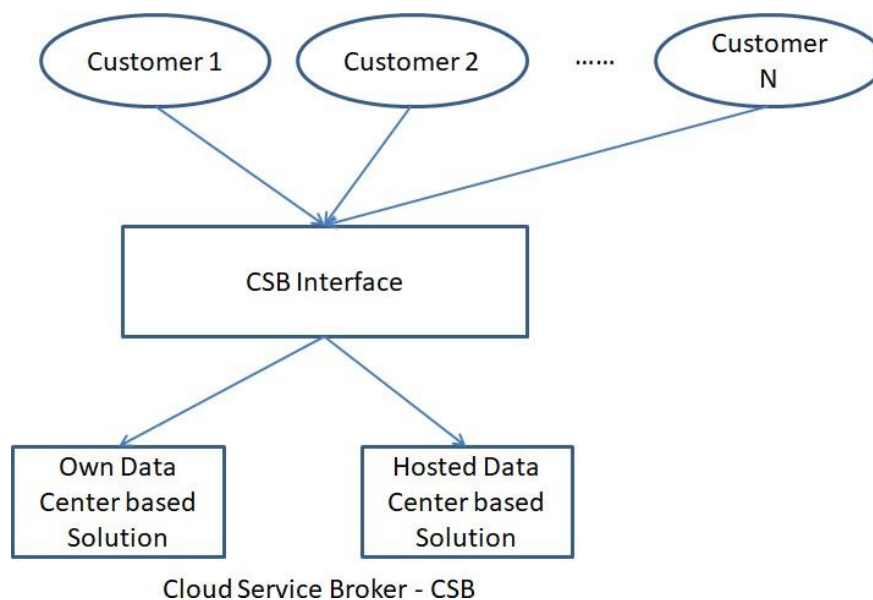 Customer 1
Customer 2
......
Customer
N
CSB Interface
Own Data
Center based
Solution
Hosted Data
Center based
Solution
Cloud Service Broker - CSB